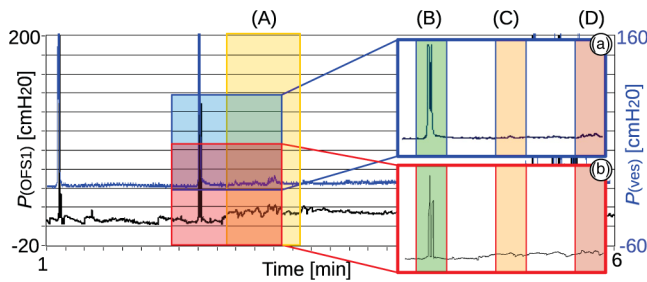 (A) (B) (C) (D)
200 160
P(OFS1) [cmH20]
P(ves) [cmH20]
a
b
-20 -60
1 Time [min] 6